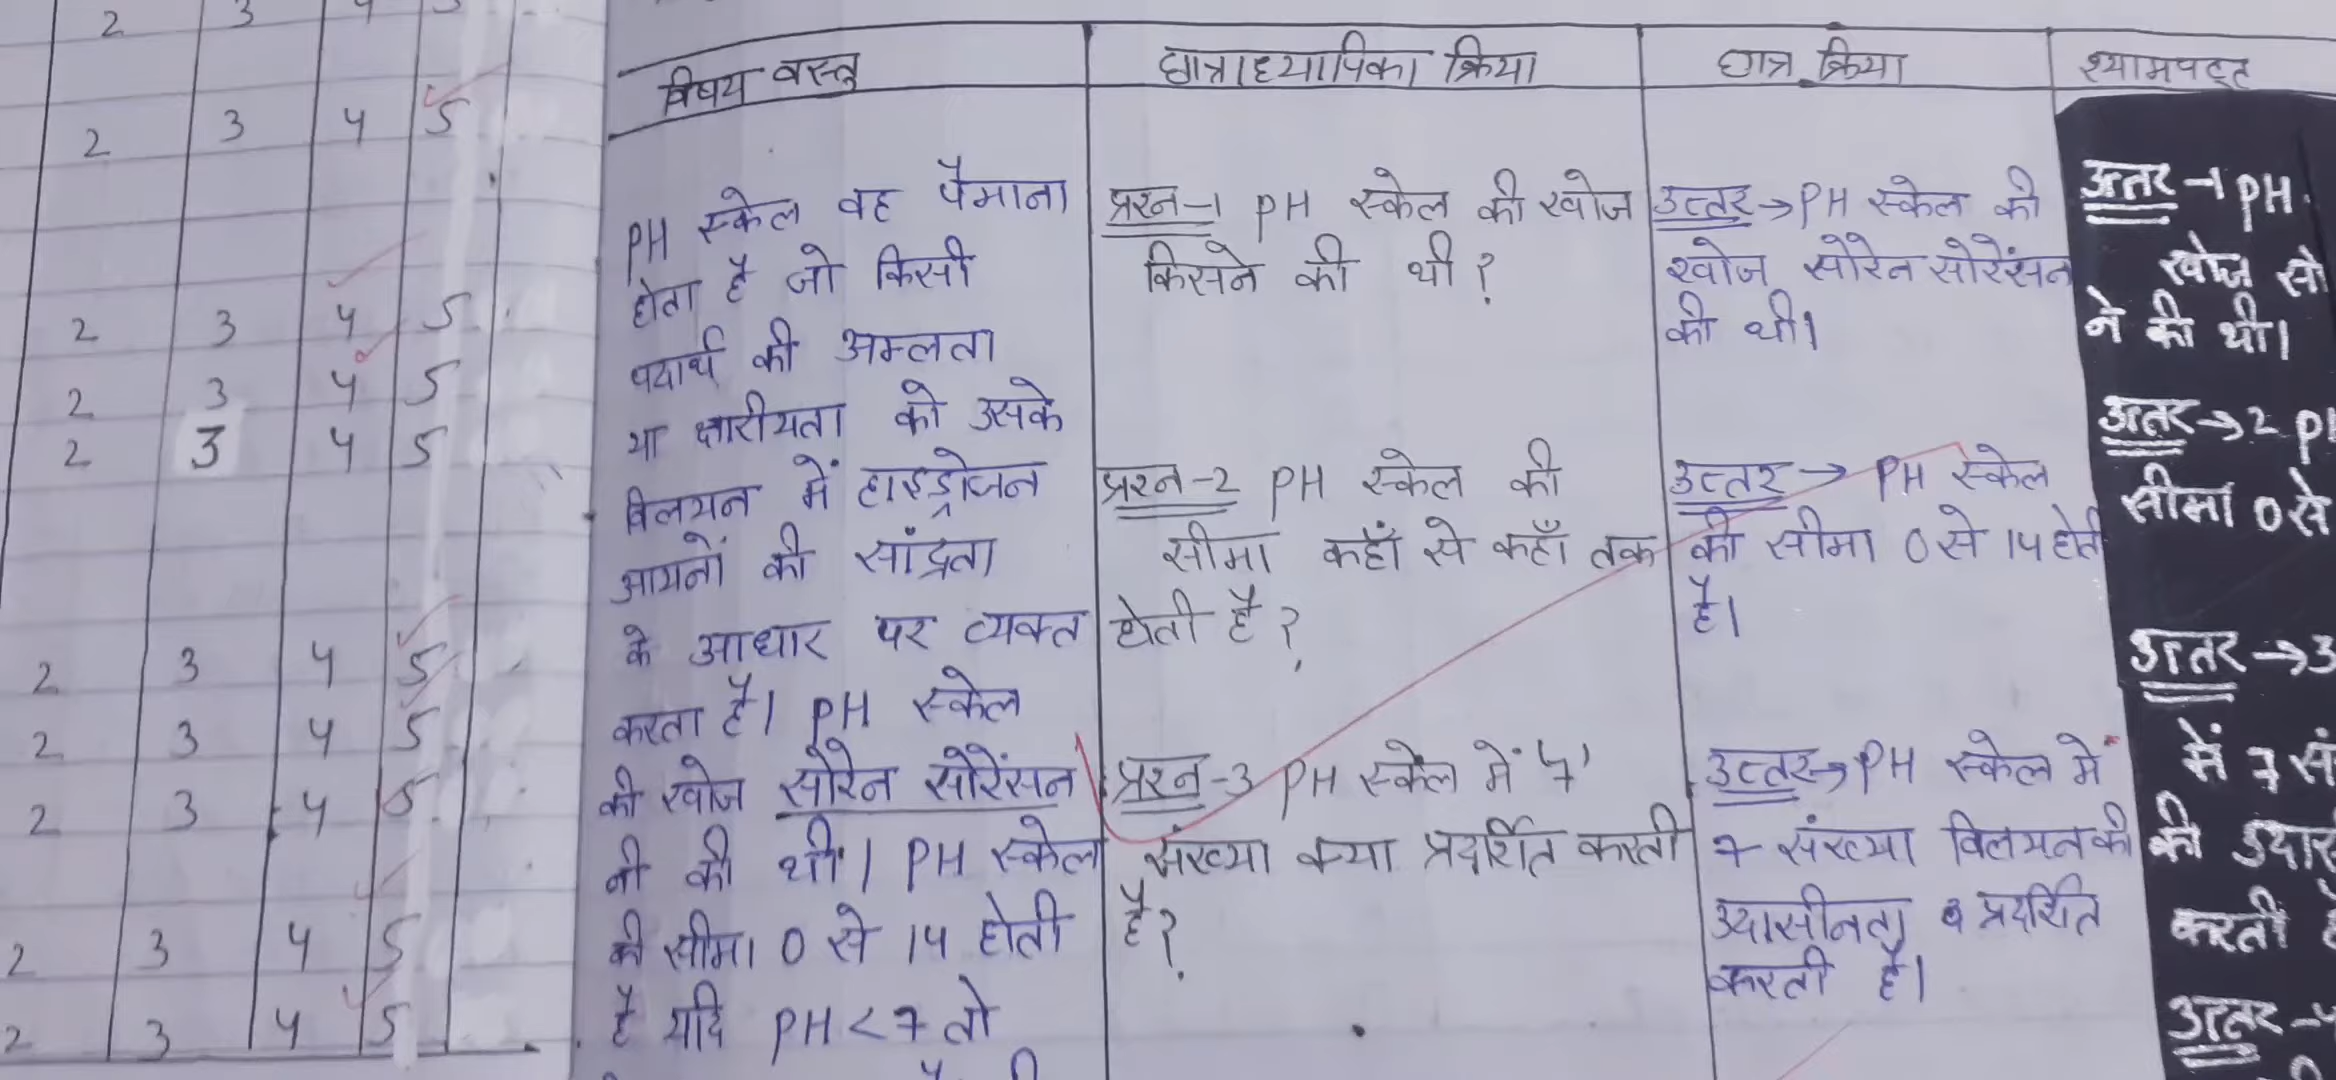 2 3 4 5
2 3 4 5
2 3 4 5
2 3 4 5
2 3 4 5
2 3 4 5
2 3 4 5
2 3 4 5
2 3 4 5
2 3 4 5
विषय वस्तु
PH स्केल वह पैमाना
होता है जो किसी
पदार्थ की अम्लता
या क्षारीयता को उसके
विलयन में हाइड्रोजन
आयनों की सांद्रता
के आधार पर व्यक्त
करता है। PH स्केल
की खोज सोरेन सोरेंसन
नी की थी। PH स्केल
की सीमा 0 से 14 होती
है यदि PH<7 तो
छात्राध्यापिका क्रिया
प्रश्न-1 PH स्केल की खोज
किसने की थी?
प्रश्न-2 PH स्केल की
सीमा कहाँ से कहाँ तक
होती है?
प्रश्न-3 PH स्केल में '7'
संख्या क्या प्रदर्शित करती
है?
छात्र क्रिया
उत्तर→PH स्केल की
खोज सोरेन सोरेंसन
की थी।
उत्तर→ PH स्केल
की सीमा 0 से 14 होती
है।
उत्तर→PH स्केल में
7 संख्या विलयन की
उदासीनता प्रदर्शित
करती है।
श्यामपट्ट
उत्तर-1 PH
खोज सो
ने की थी।
उत्तर→2 PH
सीमा 0 से
उत्तर→3
में 7 सं
की उदास
करती है
उत्तर-4